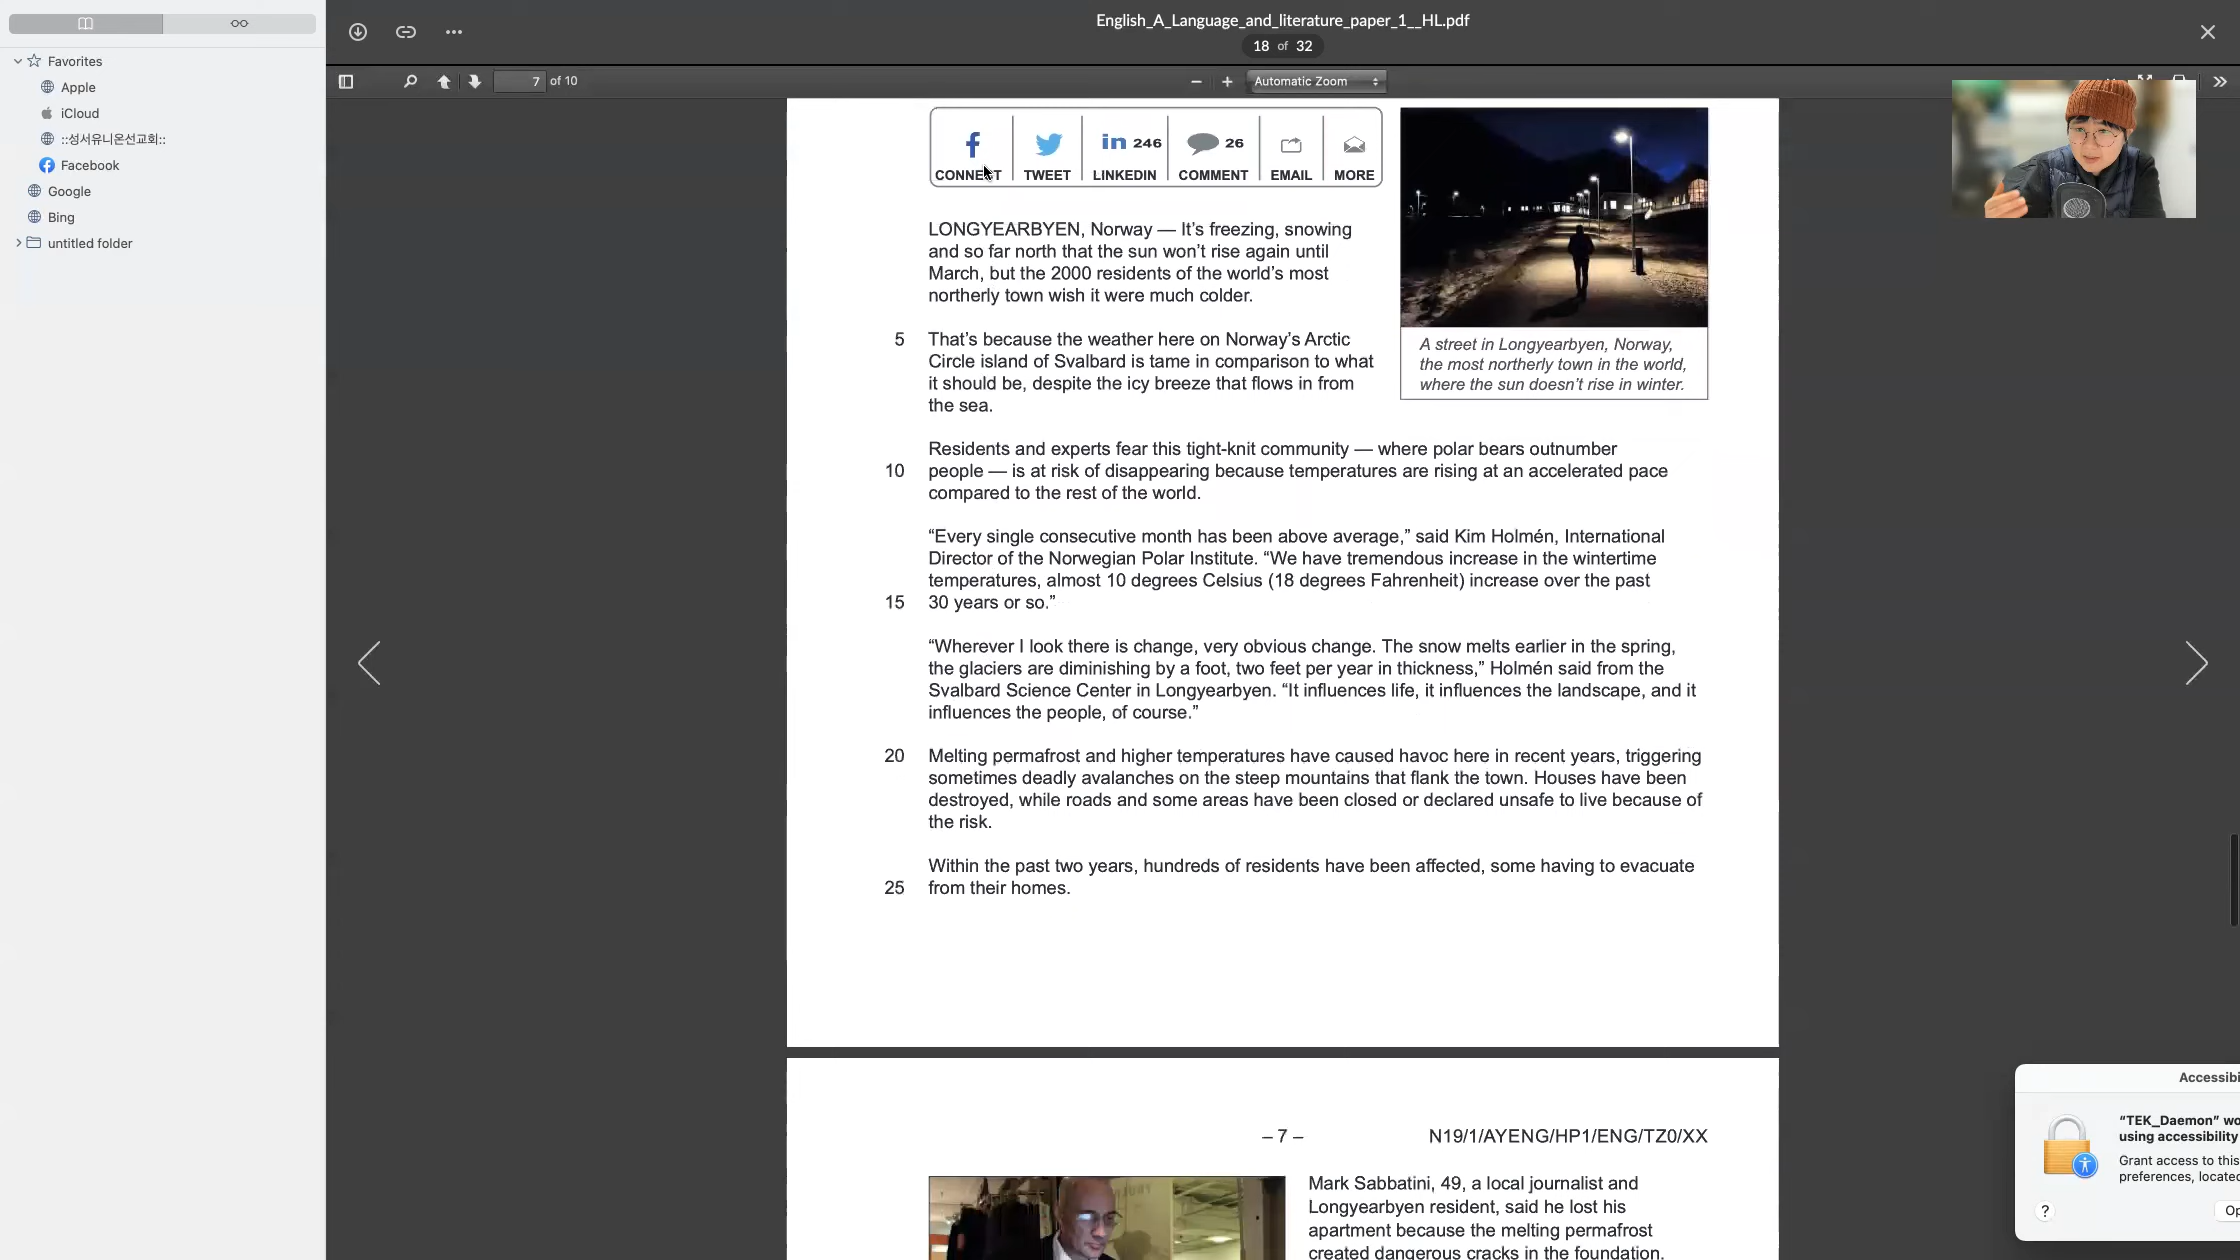 English_A_Language_and_literature_paper_1__HL.pdf
18 of 32
7 of 10
Automatic Zoom
Favorites
Apple
iCloud
::성서유니온선교회::
Facebook
Google
Bing
untitled folder
246
26
CONNECT TWEET LINKEDIN COMMENT EMAIL MORE
LONGYEARBYEN, Norway — It’s freezing, snowing
and so far north that the sun won’t rise again until
March, but the 2000 residents of the world’s most
northerly town wish it were much colder.
5 That’s because the weather here on Norway’s Arctic
Circle island of Svalbard is tame in comparison to what
it should be, despite the icy breeze that flows in from
the sea.
A street in Longyearbyen, Norway,
the most northerly town in the world,
where the sun doesn’t rise in winter.
Residents and experts fear this tight-knit community — where polar bears outnumber
10 people — is at risk of disappearing because temperatures are rising at an accelerated pace
compared to the rest of the world.
“Every single consecutive month has been above average,” said Kim Holmén, International
Director of the Norwegian Polar Institute. “We have tremendous increase in the wintertime
temperatures, almost 10 degrees Celsius (18 degrees Fahrenheit) increase over the past
15 30 years or so.”
“Wherever I look there is change, very obvious change. The snow melts earlier in the spring,
the glaciers are diminishing by a foot, two feet per year in thickness,” Holmén said from the
Svalbard Science Center in Longyearbyen. “It influences life, it influences the landscape, and it
influences the people, of course.”
20 Melting permafrost and higher temperatures have caused havoc here in recent years, triggering
sometimes deadly avalanches on the steep mountains that flank the town. Houses have been
destroyed, while roads and some areas have been closed or declared unsafe to live because of
the risk.
Within the past two years, hundreds of residents have been affected, some having to evacuate
25 from their homes.
– 7 –
N19/1/AYENG/HP1/ENG/TZ0/XX
Mark Sabbatini, 49, a local journalist and
Longyearbyen resident, said he lost his
apartment because the melting permafrost
created dangerous cracks in the foundation.
Accessibi
“TEK_Daemon” wo
using accessibility
Grant access to this
preferences, locate
?
Op